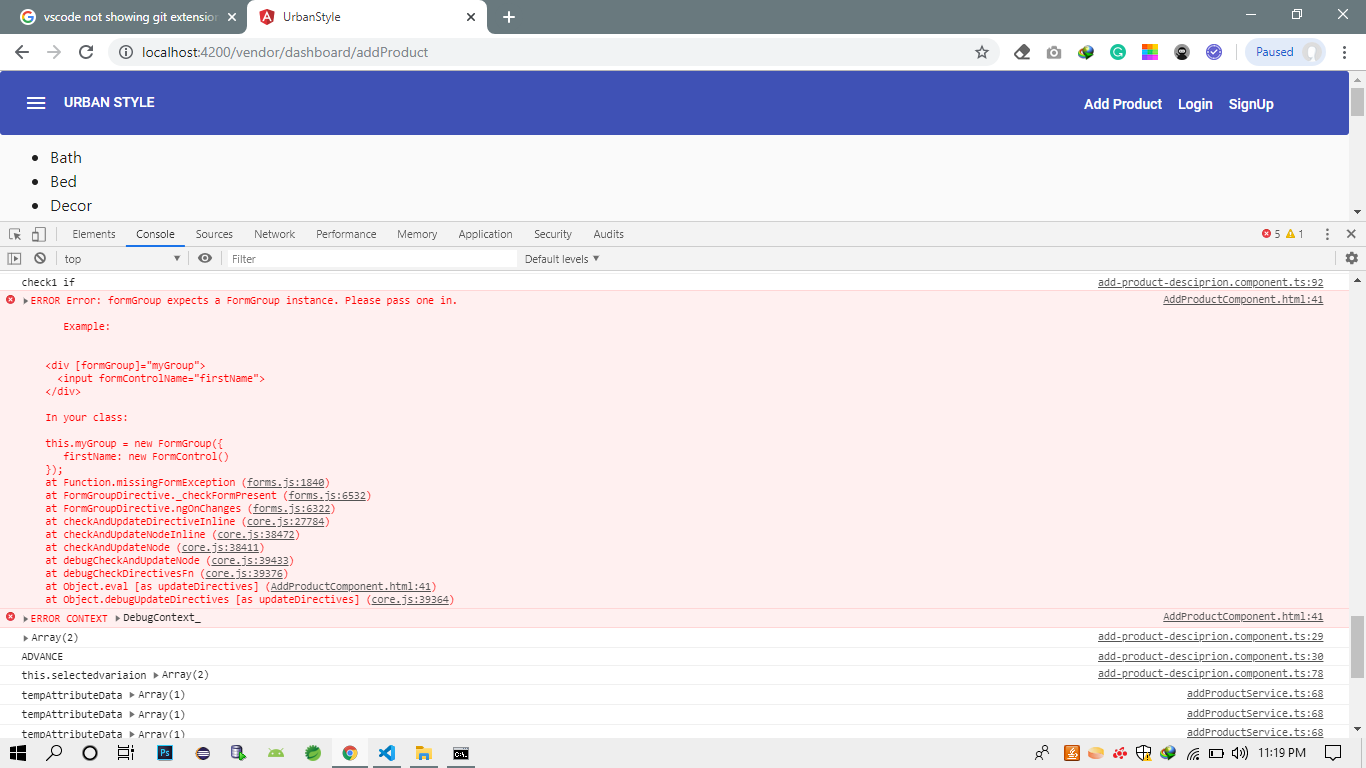 vscode not showing git extension
UrbanStyle
localhost:4200/vendor/dashboard/addProduct
Paused
URBAN STYLE
Add Product
Login
SignUp
Bath
Bed
Decor
Elements
Console
Sources
Network
Performance
Memory
Application
Security
Audits
5
1
top
Filter
Default levels
check1 if
add-product-desciprion.component.ts:92
ERROR Error: formGroup expects a FormGroup instance. Please pass one in.
AddProductComponent.html:41
Example:
<div [formGroup]="myGroup">
<input formControlName="firstName">
</div>
In your class:
this.myGroup = new FormGroup({
firstName: new FormControl()
});
at Function.missingFormException (forms.js:1840)
at FormGroupDirective._checkFormPresent (forms.js:6532)
at FormGroupDirective.ngOnChanges (forms.js:6322)
at checkAndUpdateDirectiveInline (core.js:27784)
at checkAndUpdateNodeInline (core.js:38472)
at checkAndUpdateNode (core.js:38411)
at debugCheckAndUpdateNode (core.js:39433)
at debugCheckDirectivesFn (core.js:39376)
at Object.eval [as updateDirectives] (AddProductComponent.html:41)
at Object.debugUpdateDirectives [as updateDirectives] (core.js:39364)
ERROR CONTEXT DebugContext_
AddProductComponent.html:41
Array(2)
add-product-desciprion.component.ts:29
ADVANCE
add-product-desciprion.component.ts:30
this.selectedvariaion Array(2)
add-product-desciprion.component.ts:78
tempAttributeData Array(1)
addProductService.ts:68
tempAttributeData Array(1)
addProductService.ts:68
tempAttributeData Array(1)
addProductService.ts:68
Ps
11:19 PM